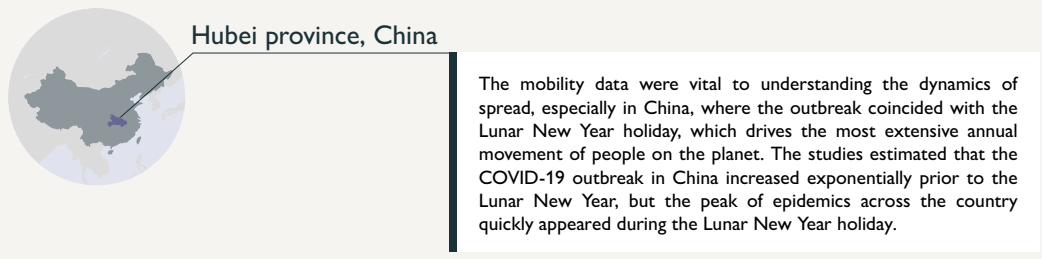 Hubei province, China
The mobility data were vital to understanding the dynamics of
spread, especially in China, where the outbreak coincided with the
Lunar New Year holiday, which drives the most extensive annual
movement of people on the planet. The studies estimated that the
COVID-19 outbreak in China increased exponentially prior to the
Lunar New Year, but the peak of epidemics across the country
quickly appeared during the Lunar New Year holiday.